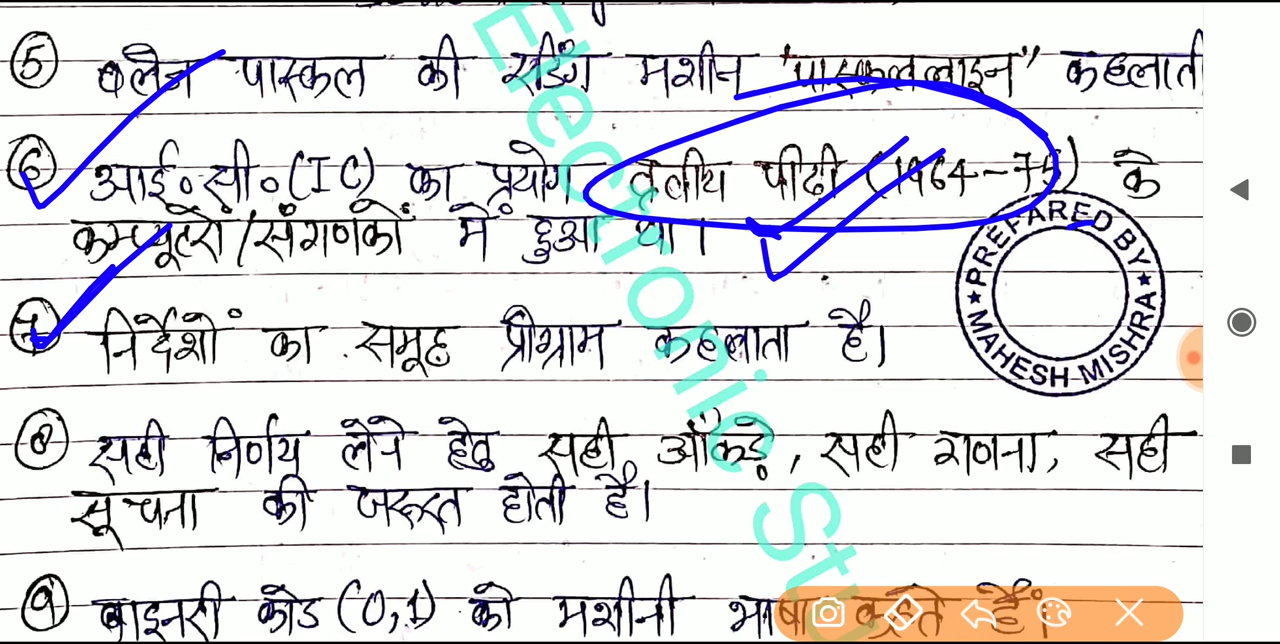 ⑤ बलैज पास्कल की एडिंग मशीन "पास्कललाइन" कहलाती
⑥ आई॰सी॰(IC) का प्रयोग तृतीय पीढी (1964-75) के
कम्प्यूटरों/संगणकों में हुआ था।
⑦ निर्देशों का समूह प्रोग्राम कहलाता है।
⑧ सही निर्णय लेने हेतु सही आँकड़े, सही गणना, सही
सूचना की जरूरत होती है।
⑨ बाइनरी कोड (0,1) को मशीनी भाषा कहते हैं।
PREPARED BY
MAHESH MISHRA
Electronic Stu